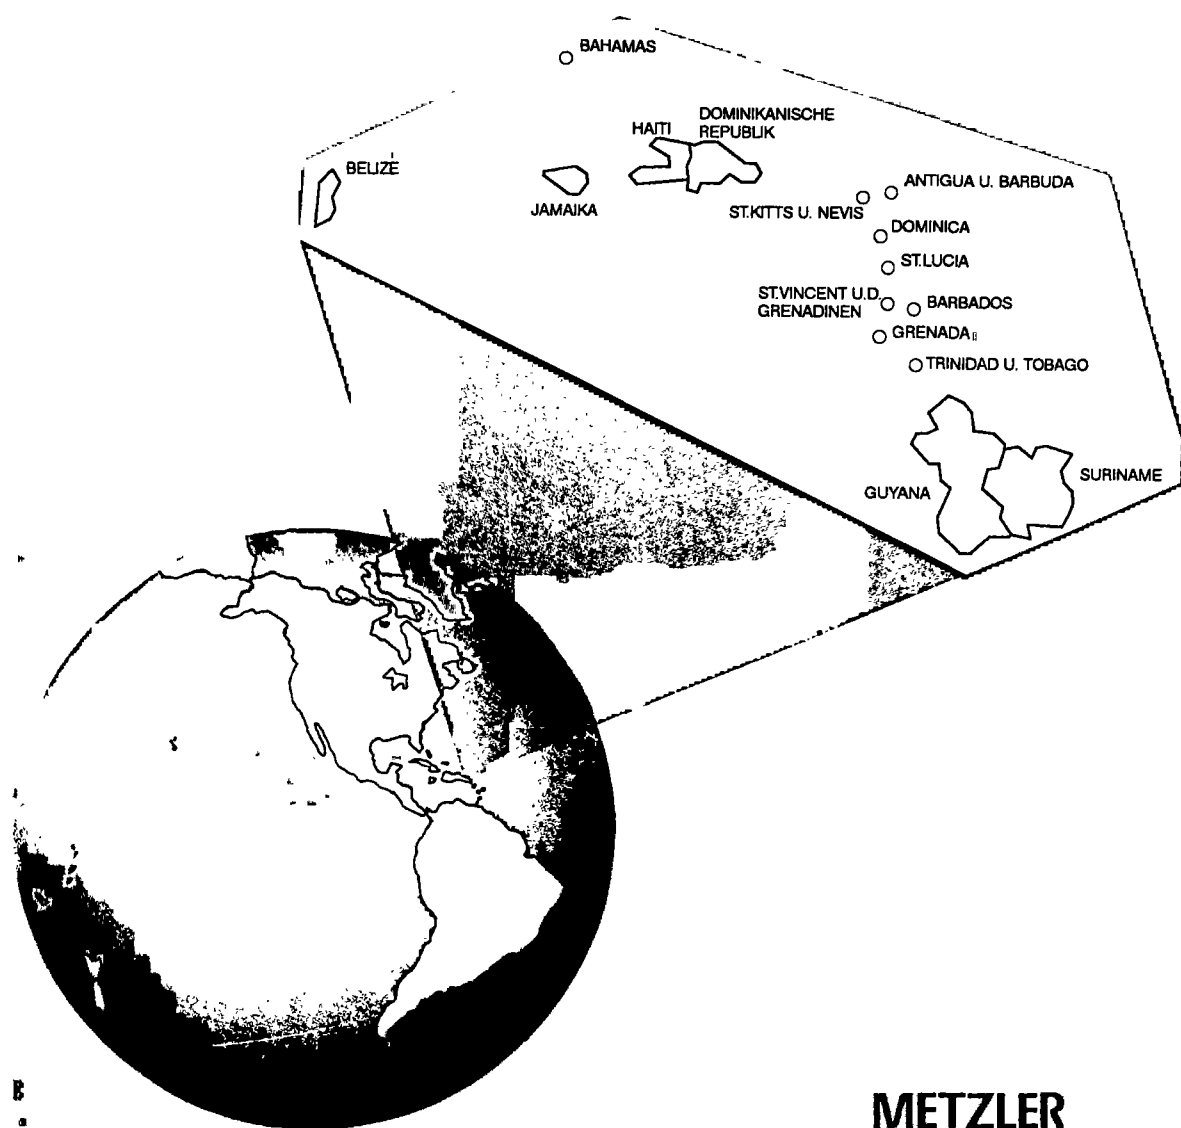 BAHAMAS
DOMINIKANISCHE
HAITI REPUBLIK
BELIZE
JAMAIKA
ANTIGUA U. BARBUDA
ST.KITTS U. NEVIS
DOMINICA
ST.LUCIA
ST.VINCENT U.D.
GRENADINEN
BARBADOS
GRENADA
TRINIDAD U. TOBAGO
GUYANA
SURINAME
METZLER